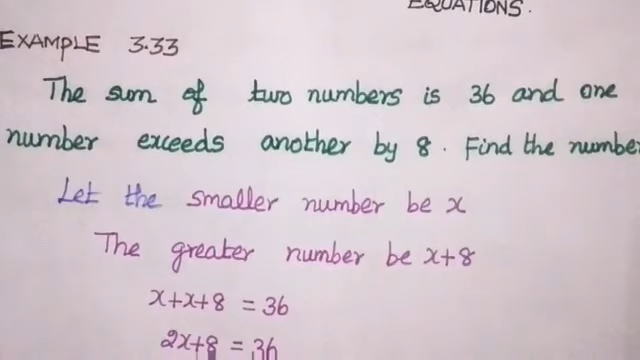 EQUATIONS.
EXAMPLE 3.33
The sum of two numbers is 36 and one
number exceeds another by 8. Find the number
Let the smaller number be x
The greater number be x+8
x+x+8 = 36
2x+8 = 36